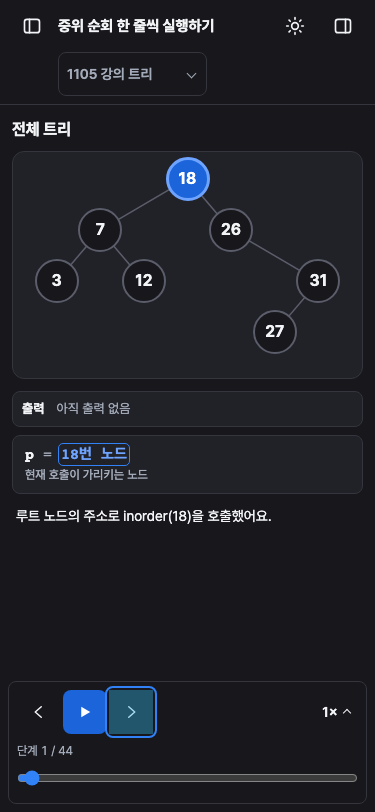 중위 순회 한 줄씩 실행하기
1105 강의 트리
전체 트리
18
7
26
3
12
31
27
출력 아직 출력 없음
p = 18번 노드
현재 호출이 가리키는 노드
루트 노드의 주소로 inorder(18)을 호출했어요.
1×
단계 1 / 44